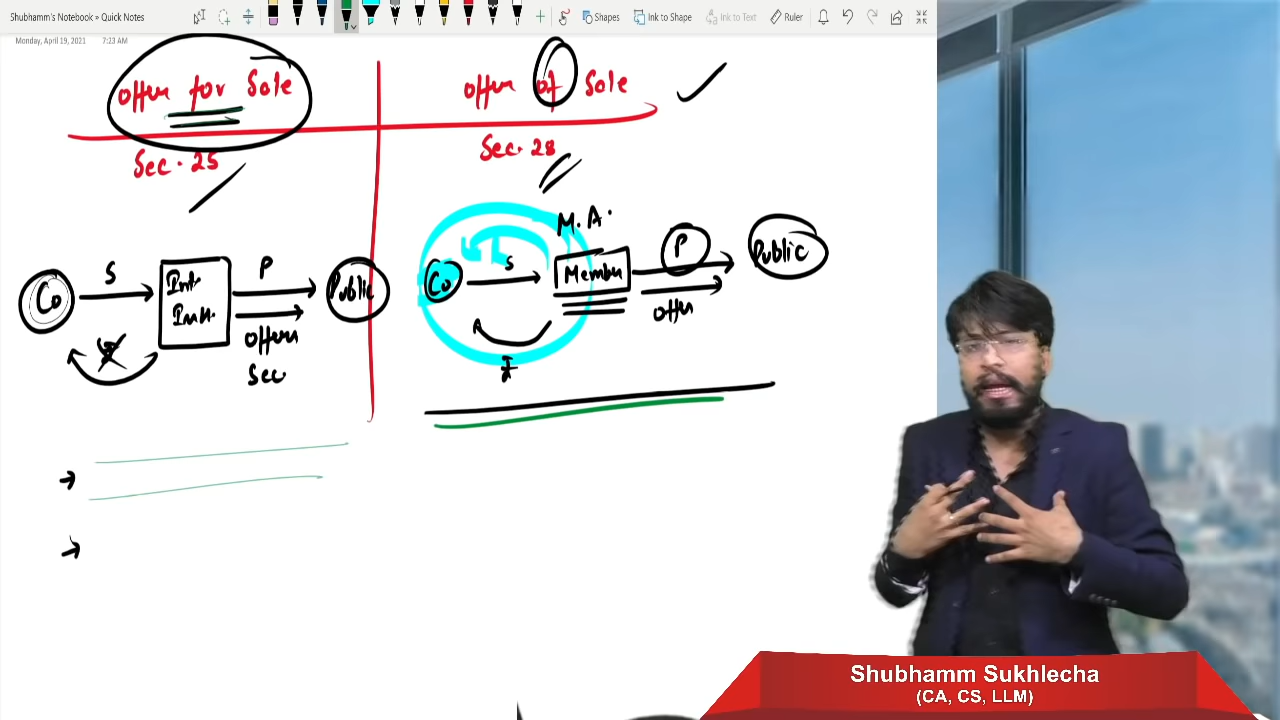 Shubhamm's Notebook » Quick Notes
Shapes
Ink to Shape
Ink to Text
Ruler
Monday, April 19, 2021 7:23 AM
Offer for Sale
Offer of Sale
Sec. 25
Sec. 28
M.A.
Co
S
Int.
P
Public
Co
S
Member
P
Public
Offers
Sec
Offer
₹
₹
Shubhamm Sukhlecha
(CA, CS, LLM)